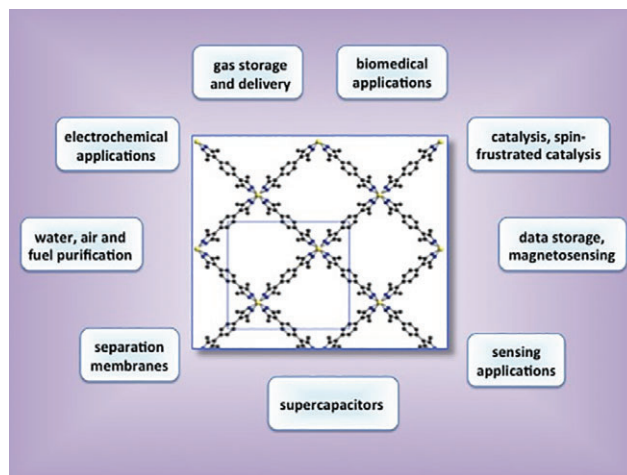 gas storage
and delivery
biomedical
applications
electrochemical
applications
catalysis, spin-
frustrated catalysis
water, air and
fuel purification
data storage,
magnetosensing
separation
membranes
sensing
applications
supercapacitors